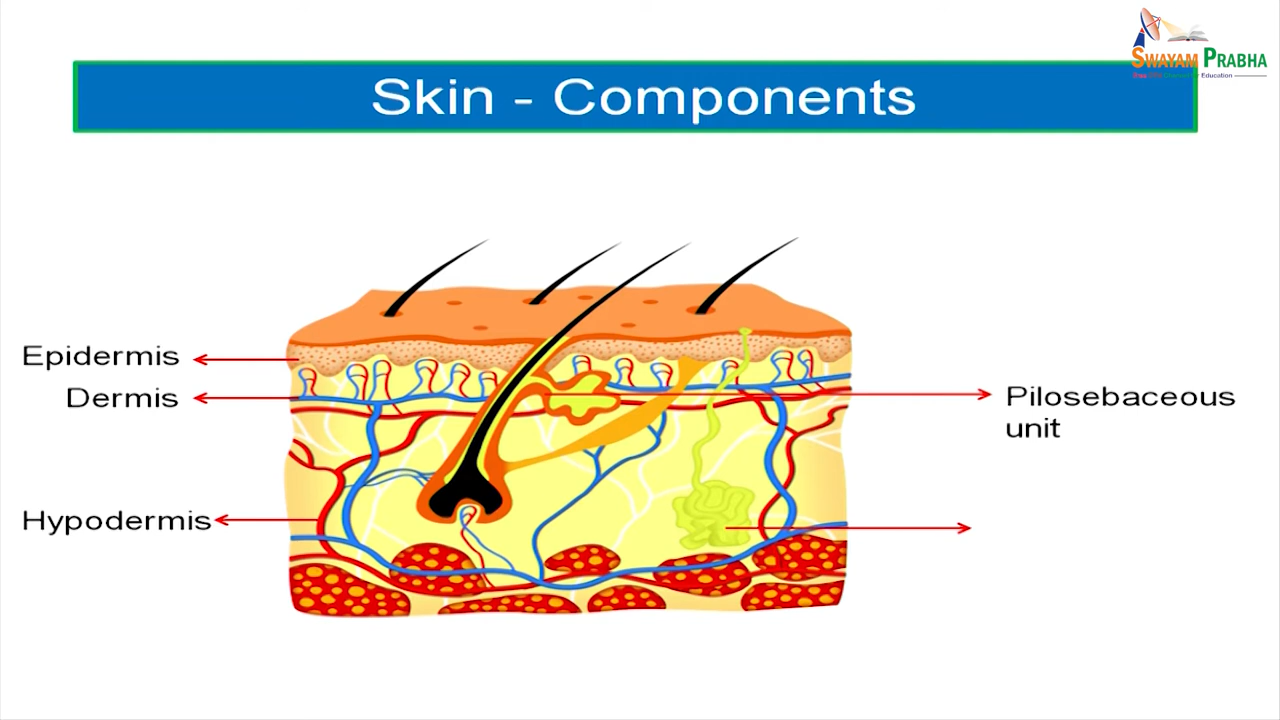 SWAYAM PRABHA
Skin - Components
Epidermis
Dermis
Pilosebaceous
unit
Hypodermis